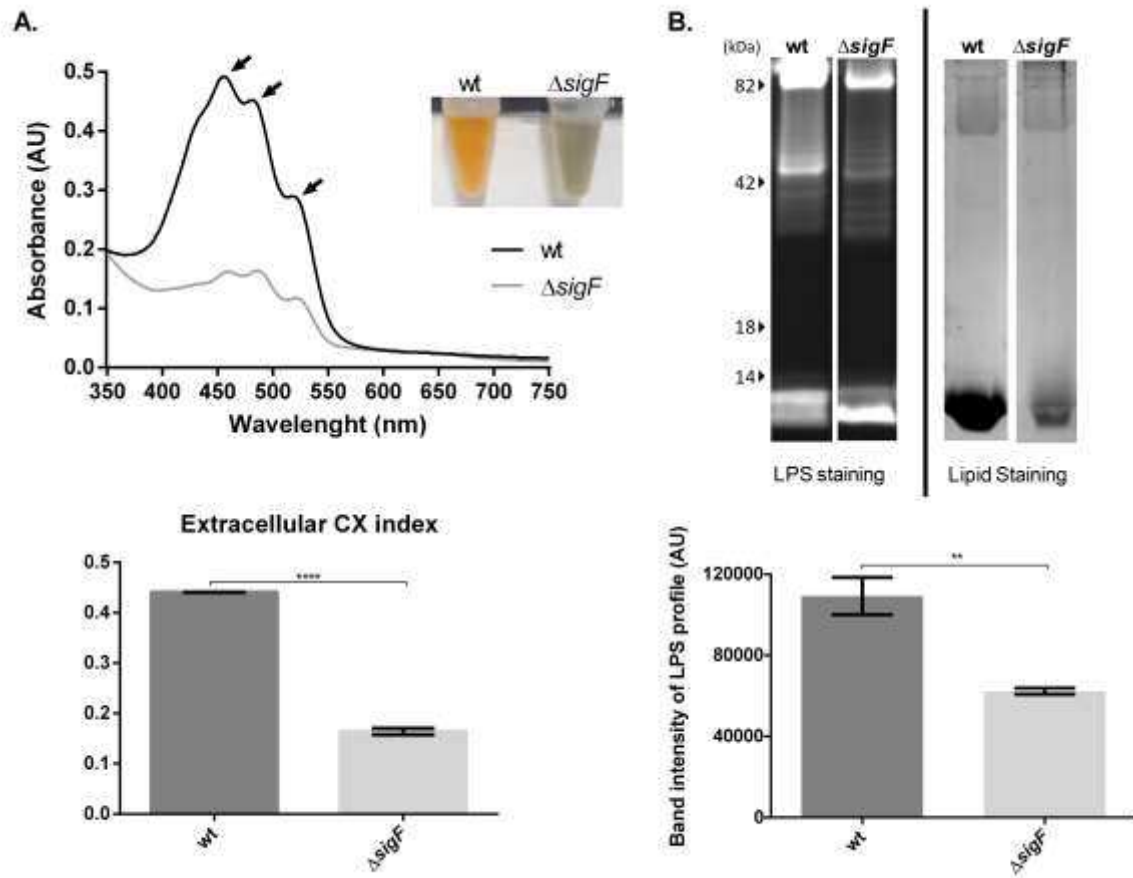 A.
0.5
0.4
0.3
0.2
0.1
0.0
Absorbance (AU)
350 400 450 500 550 600 650 700 750
Wavelenght (nm)
wt ΔsigF
wt
ΔsigF
B.
(kDa) wt ΔsigF wt ΔsigF
82
42
18
14
LPS staining Lipid Staining
Extracellular CX index
0.5
0.4
0.3
0.2
0.1
0.0
****
wt ΔsigF
Band intensity of LPS profile (AU)
120000
80000
40000
0
**
wt ΔsigF